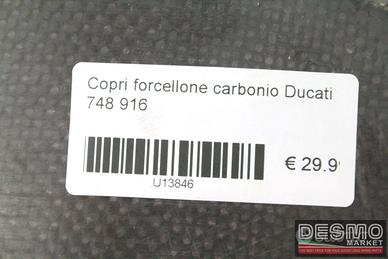 Copri forcellone carbonio Ducati
748 916
€ 29.9
U13846
DESMO
MARKET